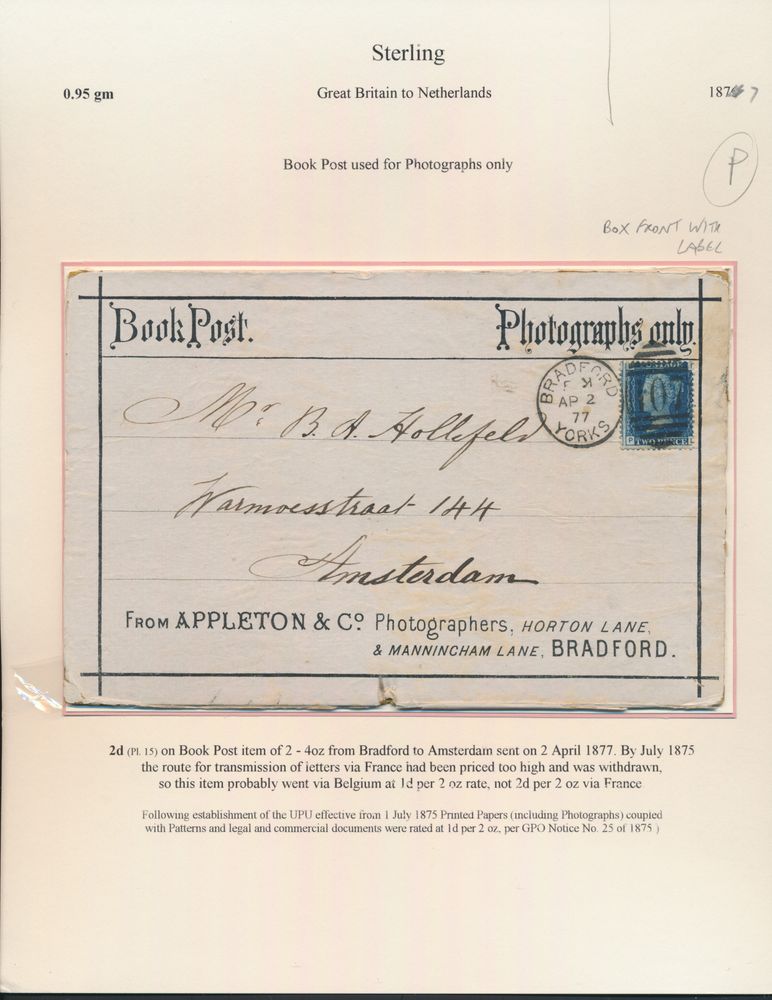 Sterling
0.95 gm Great Britain to Netherlands 187 7
Book Post used for Photographs only
P
BOX FRONT WITH
LABEL
Book Post. Photographs only.
BRADFORD
AP 2
77
YORKS
P TWO PENCE
Mr. B. A. Hollefeld
Warmoesstraat 144
Amsterdam
FROM APPLETON & Co. Photographers, HORTON LANE,
& MANNINGHAM LANE, BRADFORD.
2d (Pl. 15) on Book Post item of 2 - 4oz from Bradford to Amsterdam sent on 2 April 1877. By July 1875
the route for transmission of letters via France had been priced too high and was withdrawn,
so this item probably went via Belgium at 1d per 2 oz rate, not 2d per 2 oz via France
Following establishment of the UPU effective from 1 July 1875 Printed Papers (including Photographs) coupled
with Patterns and legal and commercial documents were rated at 1d per 2 oz, per GPO Notice No. 25 of 1875 )